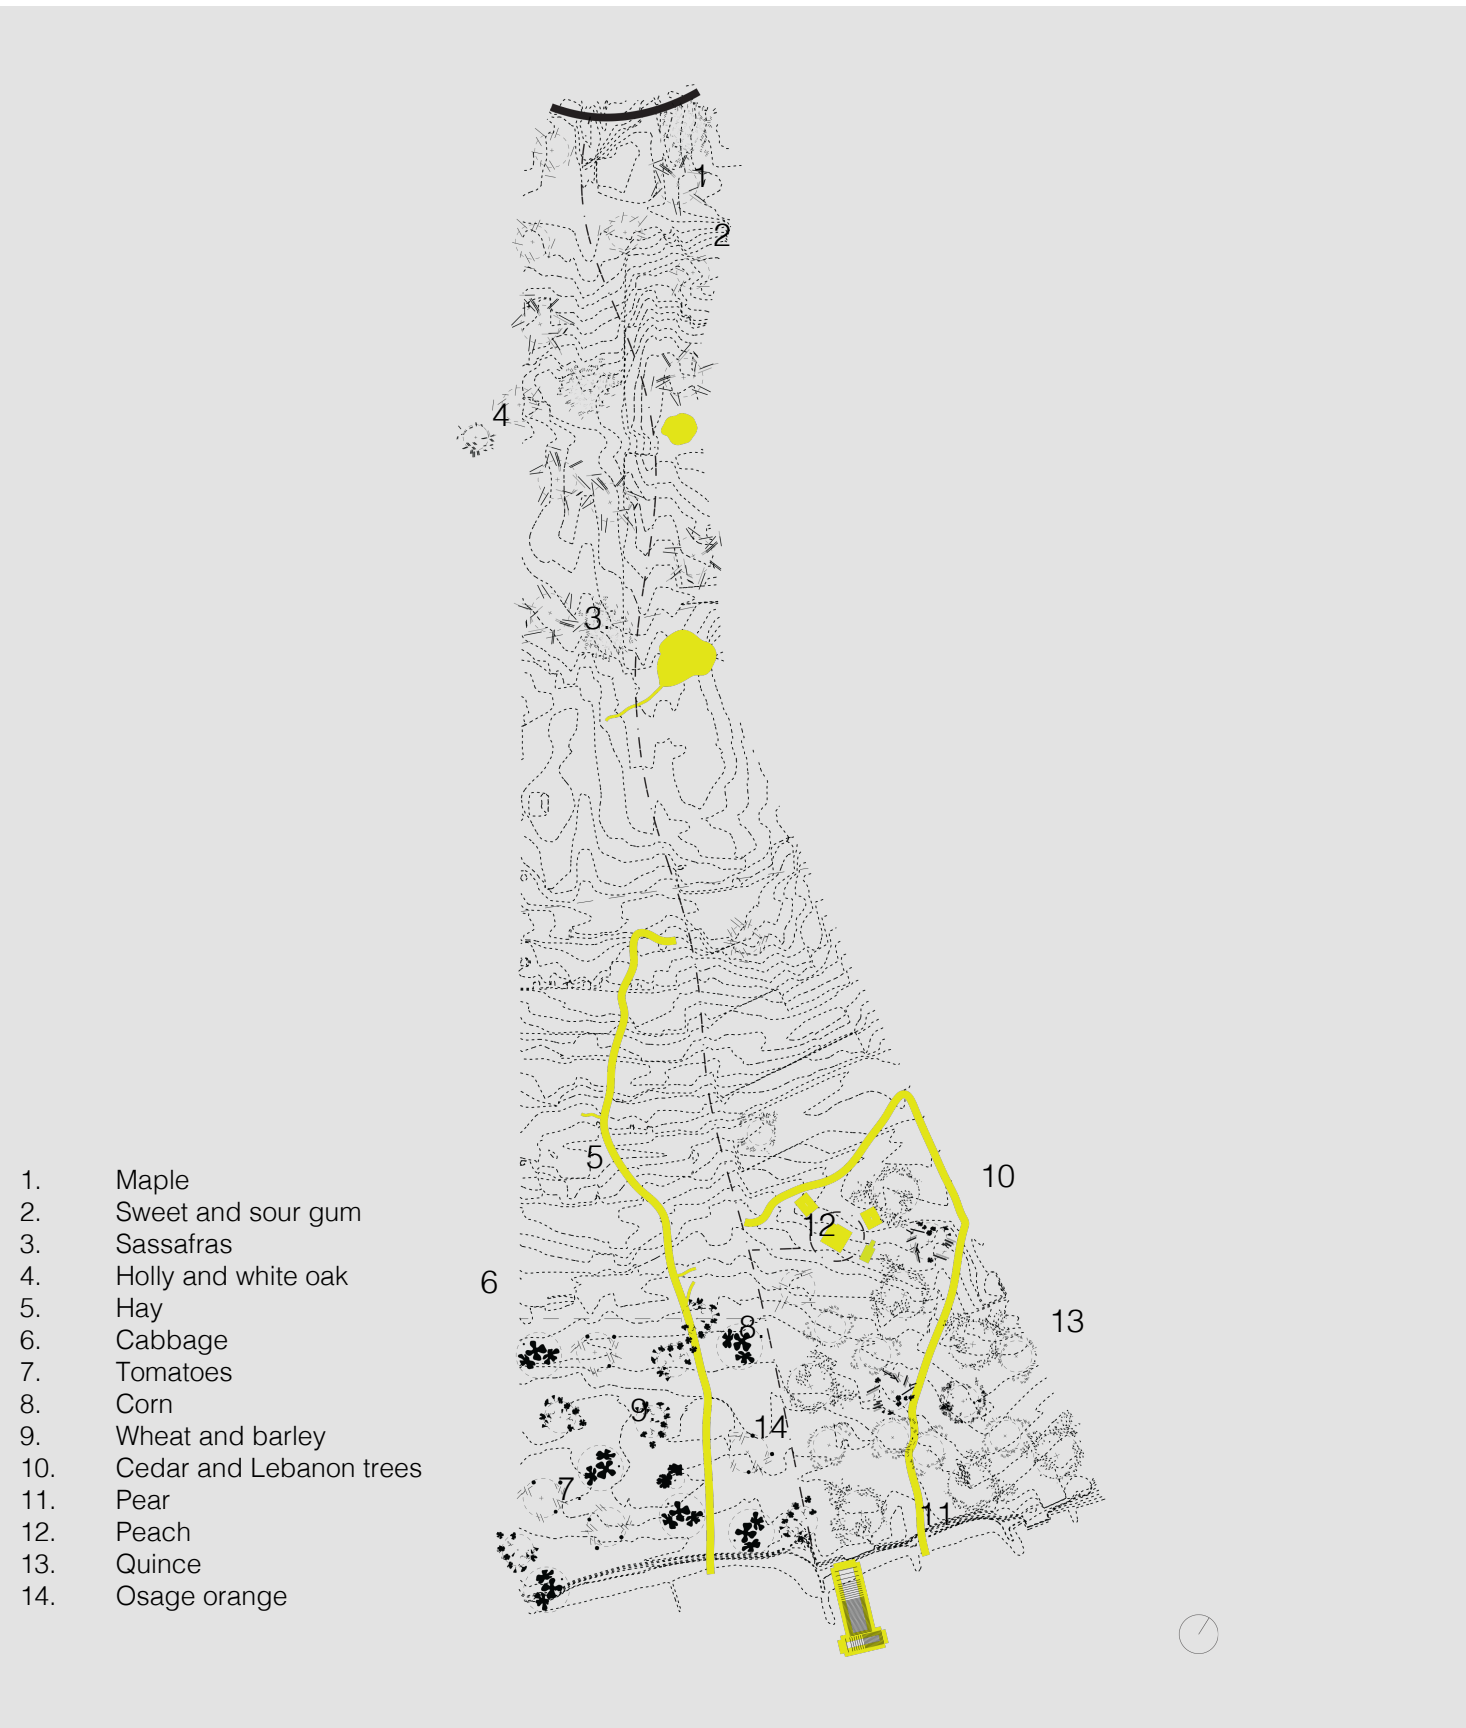 1
2
4
3.
5
10
12
6
13
8.
9.
14
7.
11
1. Maple
2. Sweet and sour gum
3. Sassafras
4. Holly and white oak
5. Hay
6. Cabbage
7. Tomatoes
8. Corn
9. Wheat and barley
10. Cedar and Lebanon trees
11. Pear
12. Peach
13. Quince
14. Osage orange